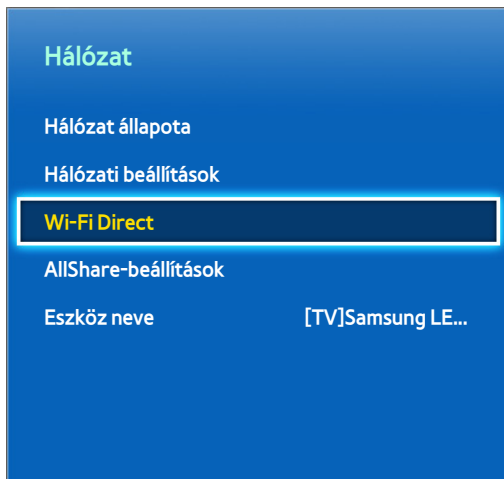 Hálózat
Hálózat állapota
Hálózati beállítások
Wi-Fi Direct
AllShare-beállítások
Eszköz neve [TV]Samsung LE...